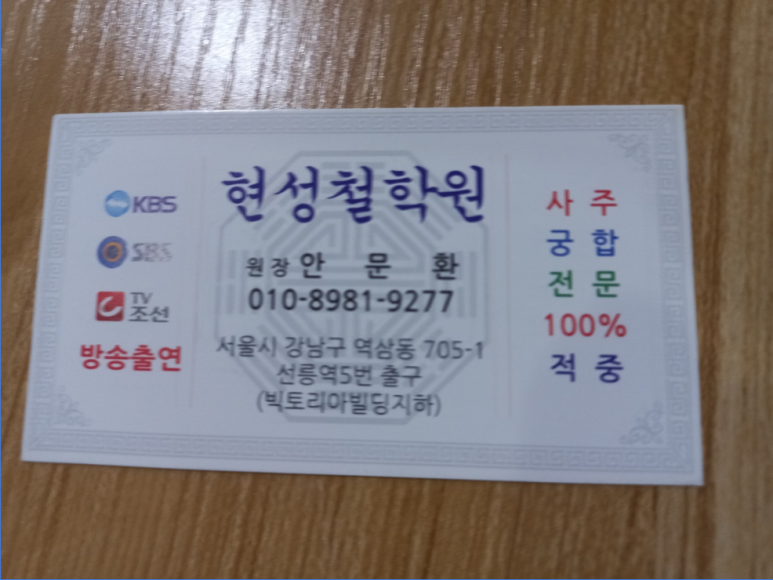 KBS
SBS
TV
조선
방송출연
현성철학원
원장 안 문 환
010-8981-9277
서울시 강남구 역삼동 705-1
선릉역5번 출구
(빅토리아빌딩지하)
사 주
궁 합
전 문
100%
적 중